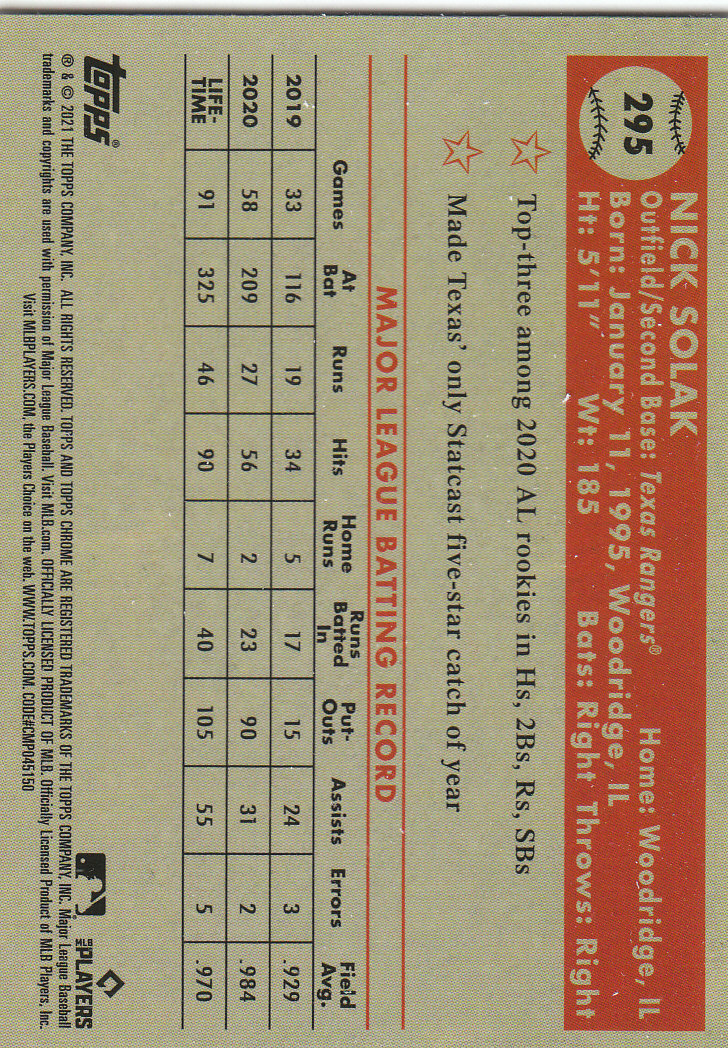 295
NICK SOLAK
Outfield/Second Base: Texas Rangers® Home: Woodridge, IL
Born: January 11, 1995, Woodridge, IL
Ht: 5'11" Wt: 185 Bats: Right Throws: Right
Top-three among 2020 AL rookies in Hs, 2Bs, Rs, SBs
Made Texas' only Statcast five-star catch of year
MAJOR LEAGUE BATTING RECORD
Games At Bat Runs Hits Home Runs Runs Batted In Put-Outs Assists Errors Field Avg.
2019 33 116 19 34 5 17 15 24 3 .929
2020 58 209 27 56 2 23 90 31 2 .984
LIFE-TIME 91 325 46 90 7 40 105 55 5 .970
topps®
MLB PLAYERS
® & © 2021 THE TOPPS COMPANY, INC. ALL RIGHTS RESERVED. TOPPS AND TOPPS CHROME ARE REGISTERED TRADEMARKS OF THE TOPPS COMPANY, INC. Major League Baseball
trademarks and copyrights are used with permission of Major League Baseball. Visit MLB.com. OFFICIALLY LICENSED PRODUCT OF MLB. Officially Licensed Product of MLB Players, Inc.
Visit MLBPLAYERS.COM, the Players Choice on the web. WWW.TOPPS.COM. CODE#CMP045150